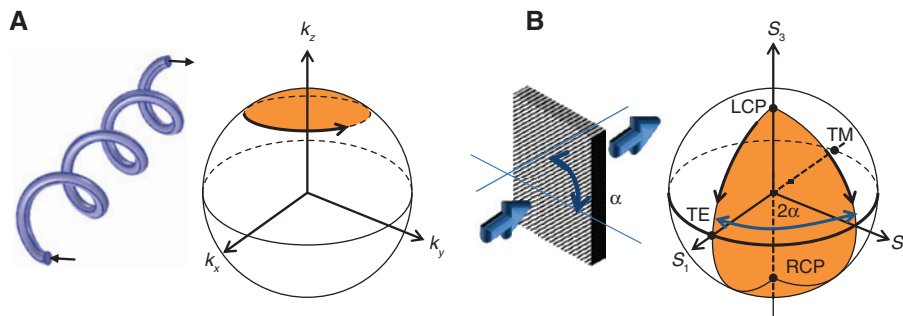 A
k_z
k_x
k_y
B
α
S_3
LCP
TM
TE
2α
S
S_1
RCP